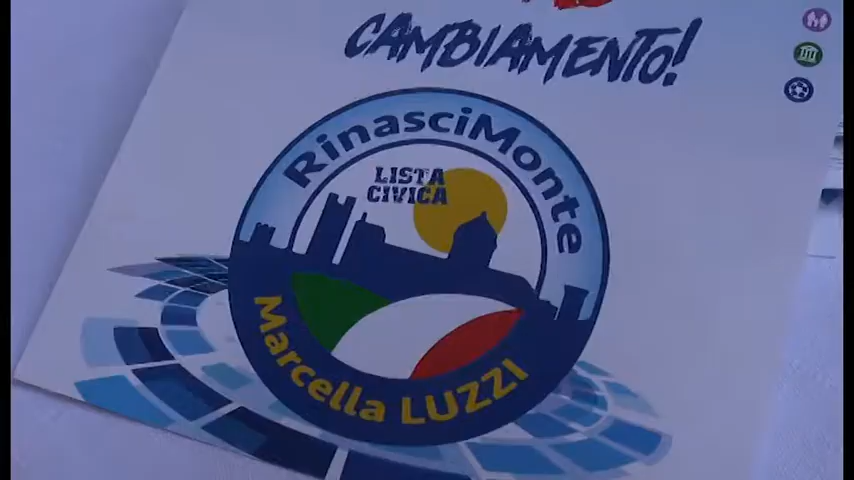 CAMBIAMENTO!
RinasciMonte
LISTA
CIVICA
Marcella LUZZI